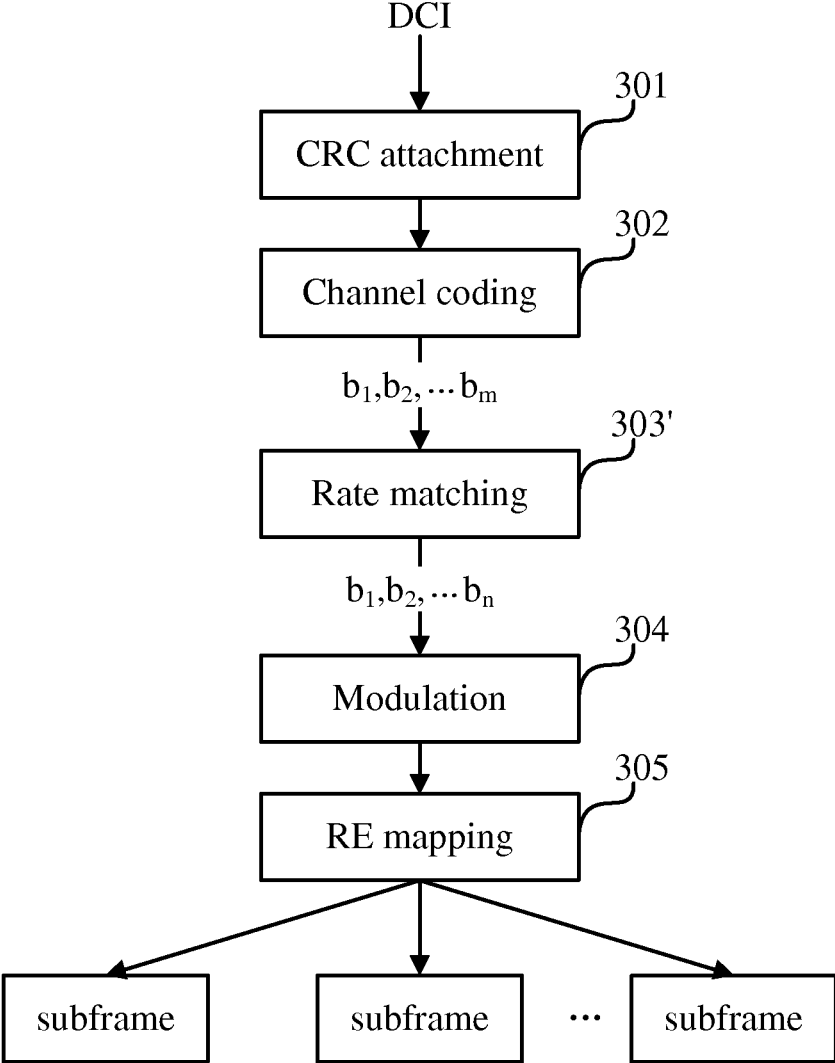 DCI
301
CRC attachment
302
Channel coding
b₁,b₂,...bₘ
303'
Rate matching
b₁,b₂,...bₙ
304
Modulation
305
RE mapping
subframe subframe ... subframe